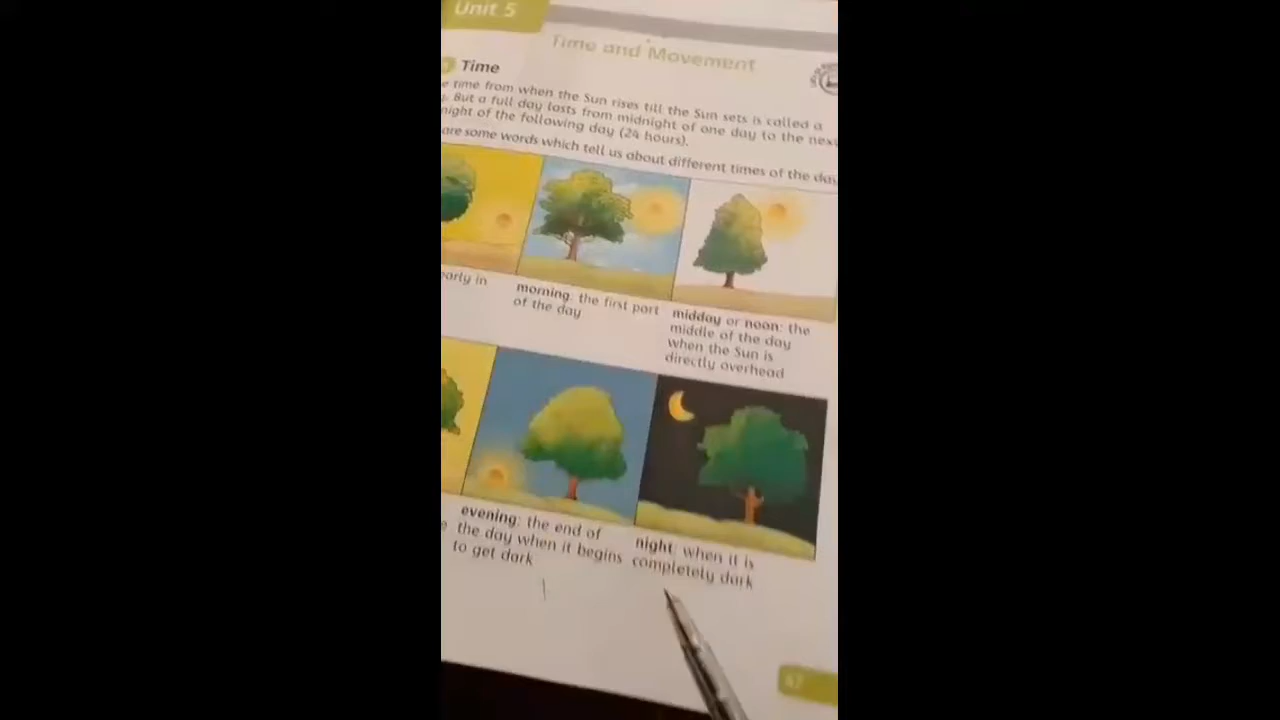 Unit 5
Time and Movement
Time
time from when the Sun rises till the Sun sets is called a
But a full day lasts from midnight of one day to the next
night of the following day (24 hours).
are some words which tell us about different times of the day
early in
morning: the first part
of the day
midday or noon: the
middle of the day
when the Sun is
directly overhead
evening: the end of
the day when it begins
to get dark
night: when it is
completely dark
47